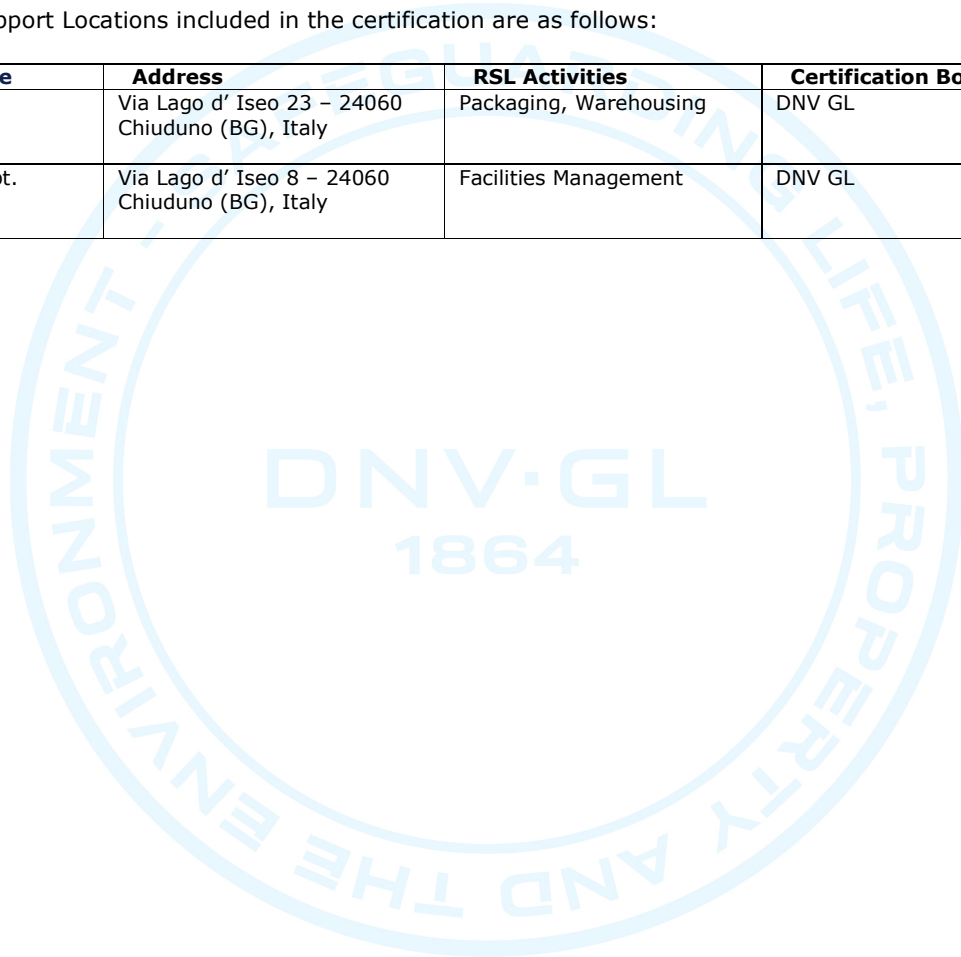 pport Locations included in the certification are as follows:
e Address RSL Activities Certification Bo
Via Lago d’ Iseo 23 – 24060 Packaging, Warehousing DNV GL
Chiuduno (BG), Italy
ot. Via Lago d’ Iseo 8 – 24060 Facilities Management DNV GL
Chiuduno (BG), Italy
SAFEGUARDING LIFE, PROPERTY AND THE ENVIRONMENT -
DNV·GL
1864